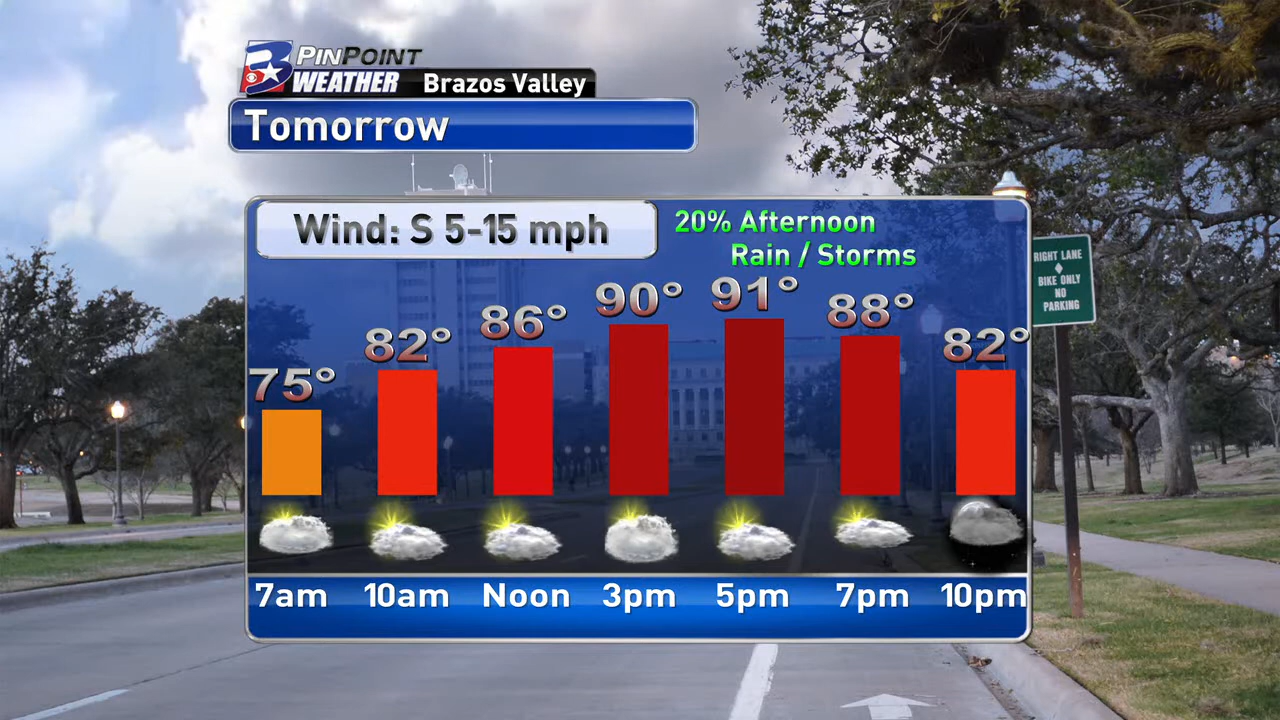 PINPOINT
WEATHER Brazos Valley
Tomorrow
Wind: S 5-15 mph
20% Afternoon
Rain / Storms
75° 82° 86° 90° 91° 88° 82°
7am 10am Noon 3pm 5pm 7pm 10pm
RIGHT LANE
BIKE ONLY
NO
PARKING